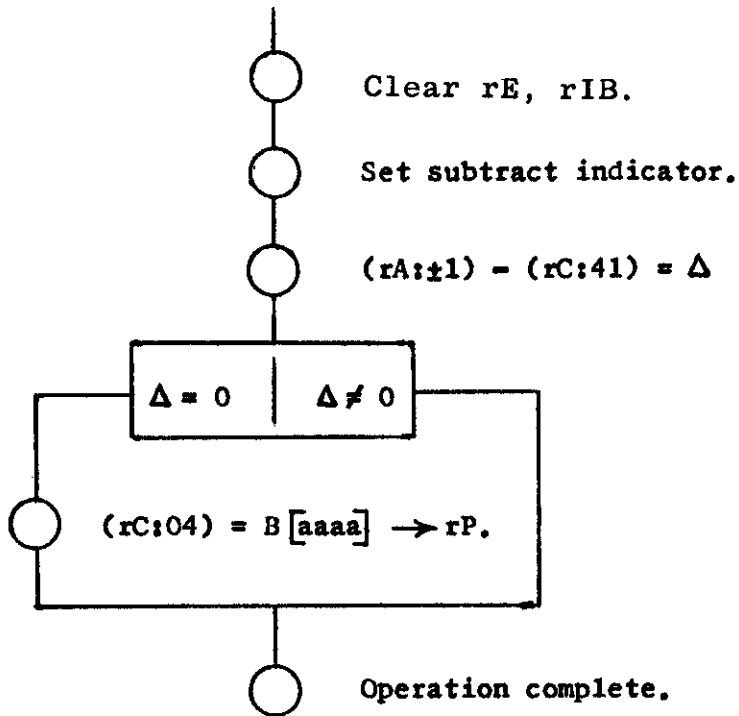 Clear rE, rIB.
Set subtract indicator.
(rA:±1) - (rC:41) = Δ
Δ = 0 Δ ≠ 0
(rC:04) = B[aaaa] → rP.
Operation complete.